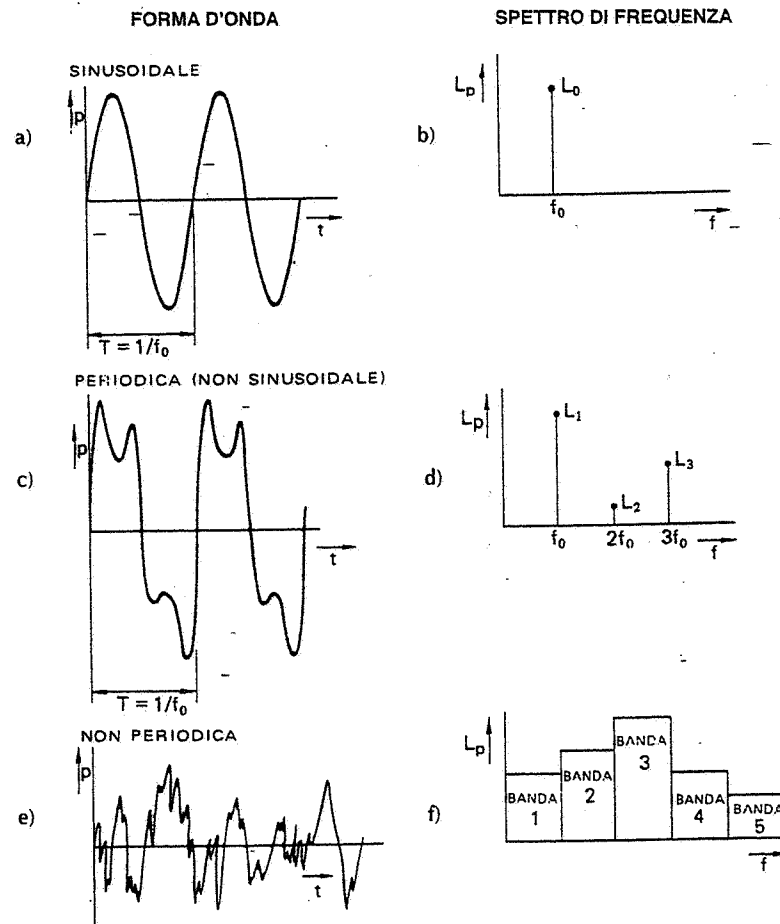 FORMA D'ONDA
SPETTRO DI FREQUENZA
SINUSOIDALE
a)
p
t
T = 1/f₀
b)
Lₚ
L₀
f₀
f
PERIODICA (NON SINUSOIDALE)
c)
p
t
T = 1/f₀
d)
Lₚ
L₁
L₂
L₃
f₀ 2f₀ 3f₀
f
NON PERIODICA
e)
p
t
f)
Lₚ
BANDA
1
BANDA
2
BANDA
3
BANDA
4
BANDA
5
f